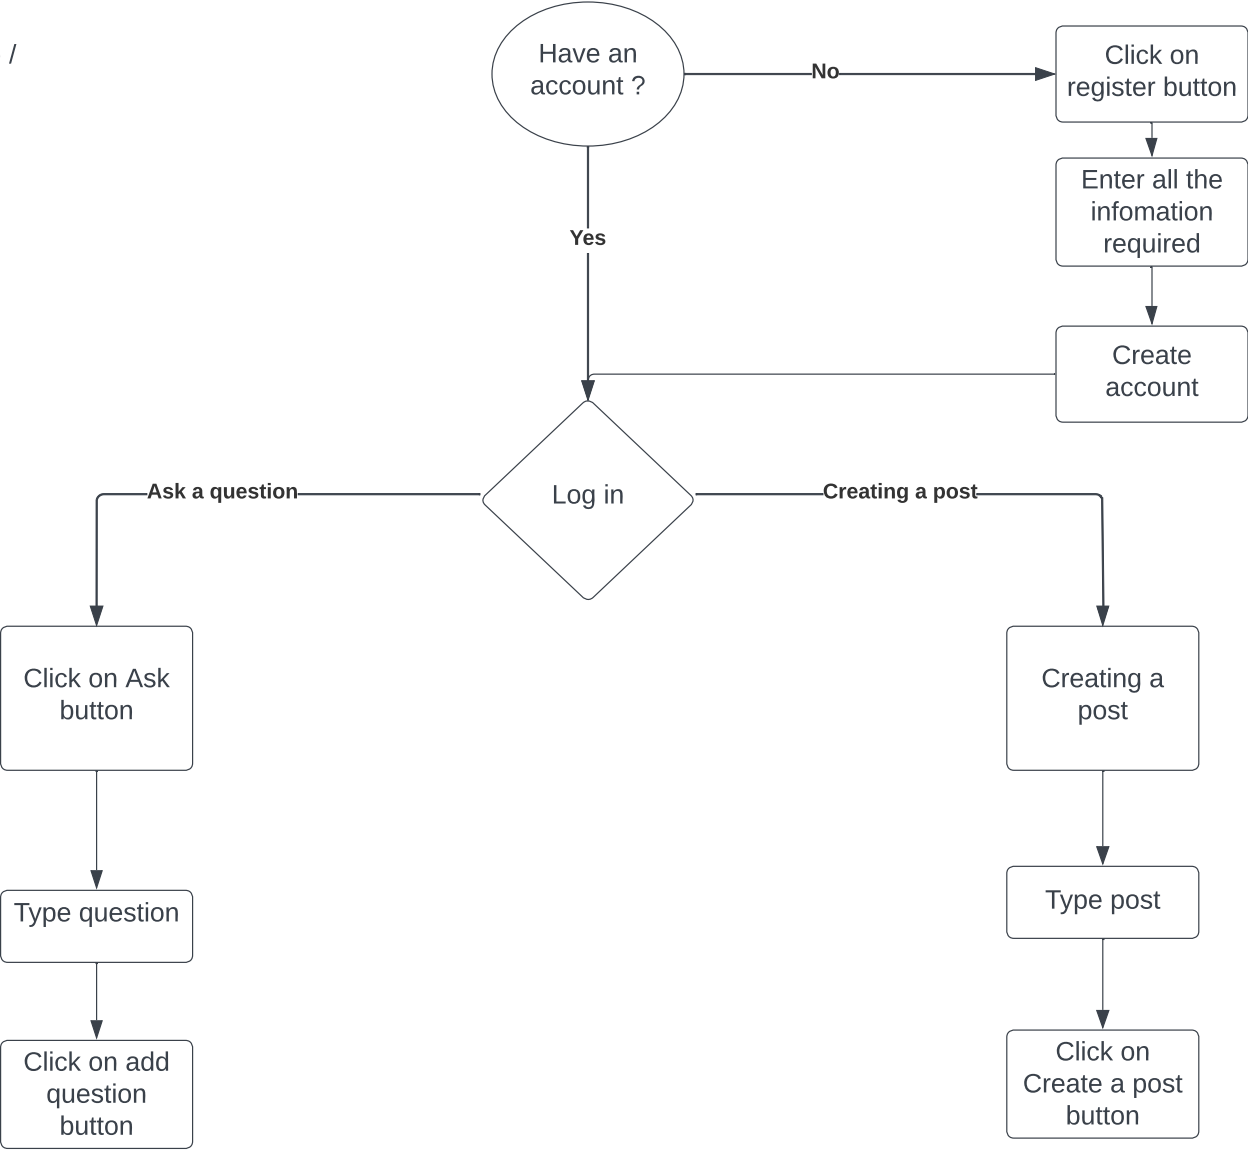 /
Have an
account ?
No
Click on
register button
Enter all the
infomation
required
Yes
Create
account
Log in
Ask a question
Creating a post
Click on Ask
button
Creating a
post
Type question
Type post
Click on add
question
button
Click on
Create a post
button